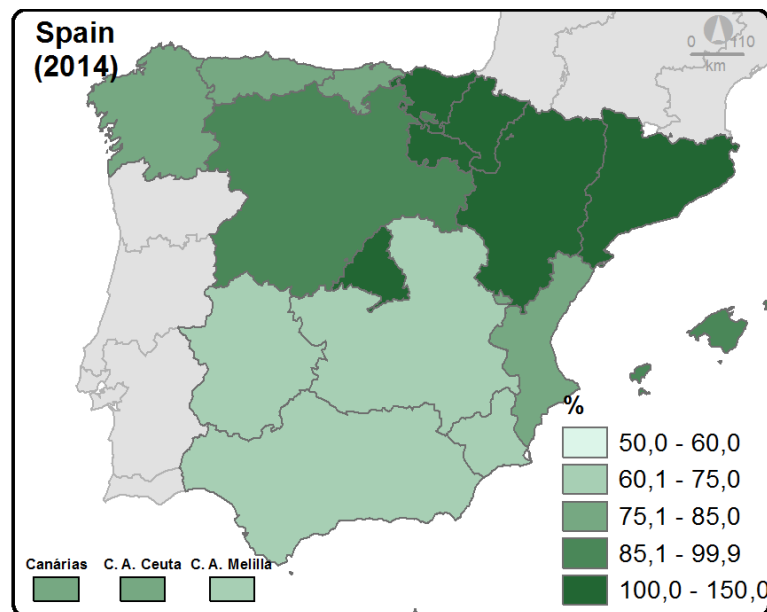 Spain
(2014)
0 110
km
%
50,0 - 60,0
60,1 - 75,0
75,1 - 85,0
85,1 - 99,9
100,0 - 150,0
Canárias C. A. Ceuta C. A. Melilla